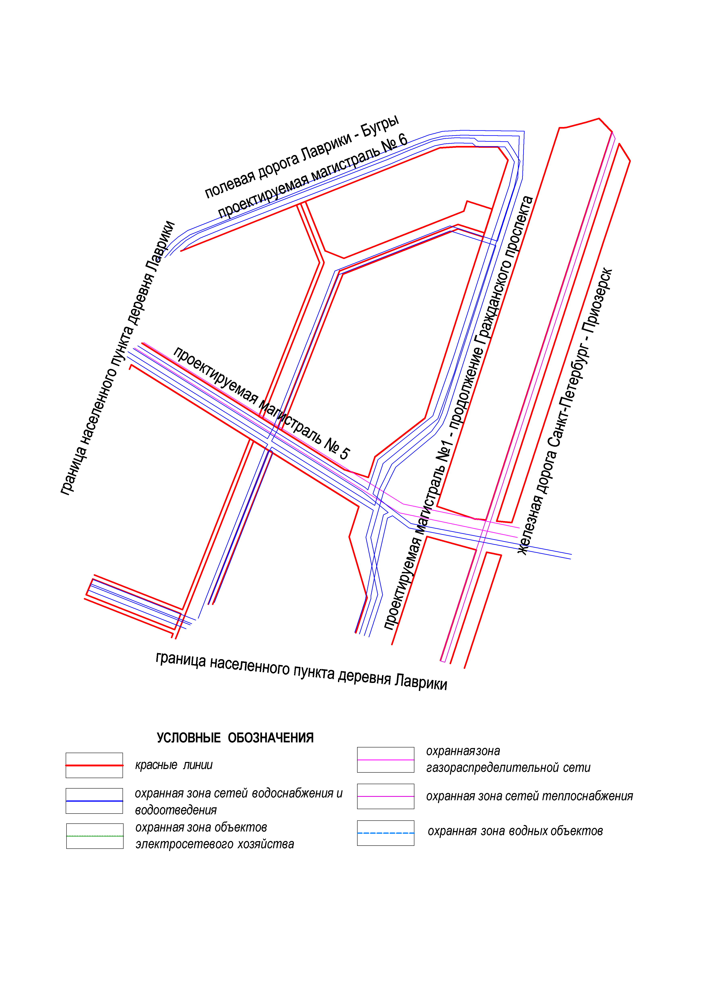 полевая дорога Лаврики - Бугры
проектируемая магистраль № 6
граница населенного пункта деревня Лаврики
проектируемая магистраль № 5
проектируемая магистраль №1 - продолжение Гражданского проспекта
железная дорога Санкт-Петербург - Приозерск
граница населенного пункта деревня Лаврики
УСЛОВНЫЕ ОБОЗНАЧЕНИЯ
красные линии
охранная зона сетей водоснабжения и
водоотведения
охранная зона объектов
электросетевого хозяйства
охранная зона
газораспределительной сети
охранная зона сетей теплоснабжения
охранная зона водных объектов